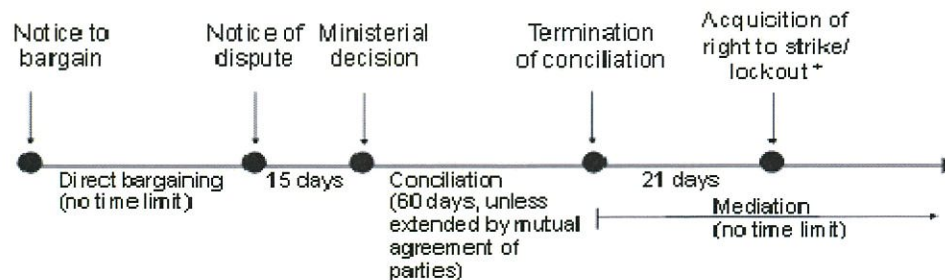 Notice to
bargain
Notice of
dispute
Ministerial
decision
Termination
of conciliation
Acquisition of
right to strike/
lockout +
Direct bargaining
(no time limit)
15 days
Conciliation
(60 days, unless
extended by mutual
agreement of
parties)
21 days
Mediation
(no time limit)